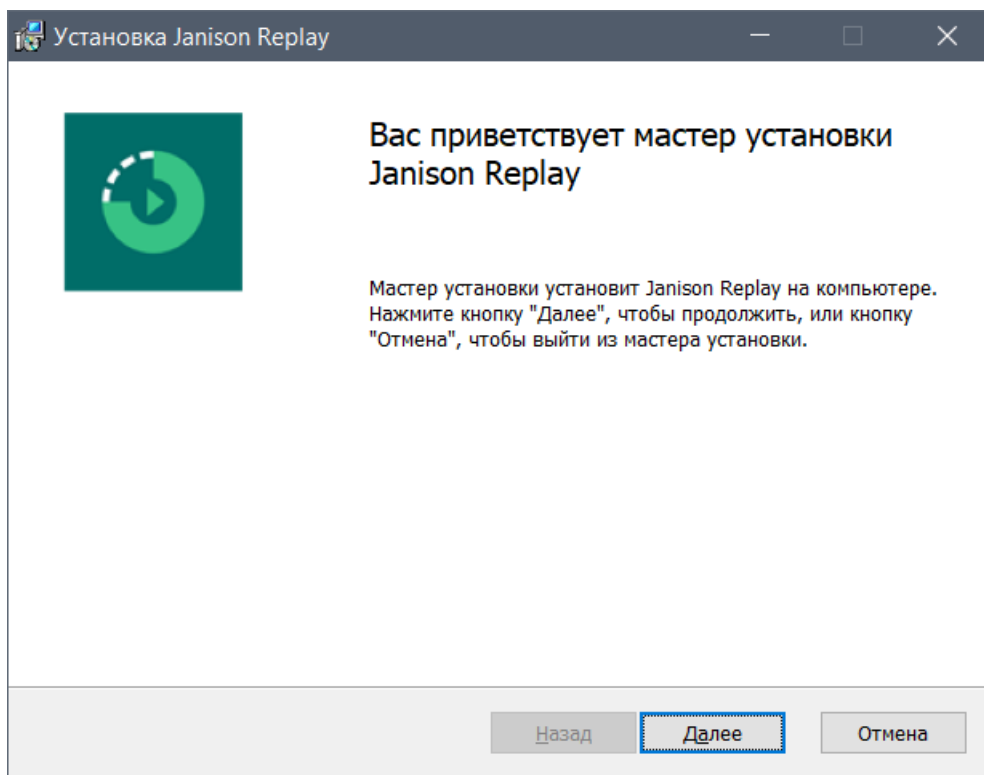 Установка Janison Replay
Вас приветствует мастер установки
Janison Replay
Мастер установки установит Janison Replay на компьютере.
Нажмите кнопку "Далее", чтобы продолжить, или кнопку
"Отмена", чтобы выйти из мастера установки.
Назад Далее Отмена